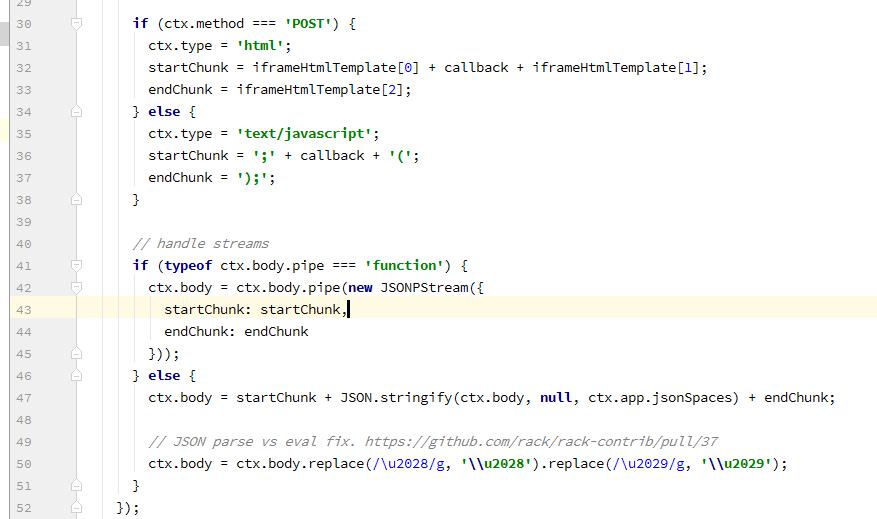 29
30 if (ctx.method === 'POST') {
31 ctx.type = 'html';
32 startChunk = iframeHtmlTemplate[0] + callback + iframeHtmlTemplate[1];
33 endChunk = iframeHtmlTemplate[2];
34 } else {
35 ctx.type = 'text/javascript';
36 startChunk = ';' + callback + '(';
37 endChunk = ');';
38 }
39
40 // handle streams
41 if (typeof ctx.body.pipe === 'function') {
42 ctx.body = ctx.body.pipe(new JSONPStream({
43 startChunk: startChunk,
44 endChunk: endChunk
45 }));
46 } else {
47 ctx.body = startChunk + JSON.stringify(ctx.body, null, ctx.app.jsonSpaces) + endChunk;
48
49 // JSON parse vs eval fix. https://github.com/rack/rack-contrib/pull/37
50 ctx.body = ctx.body.replace(/\u2028/g, '\\u2028').replace(/\u2029/g, '\\u2029');
51 }
52 });